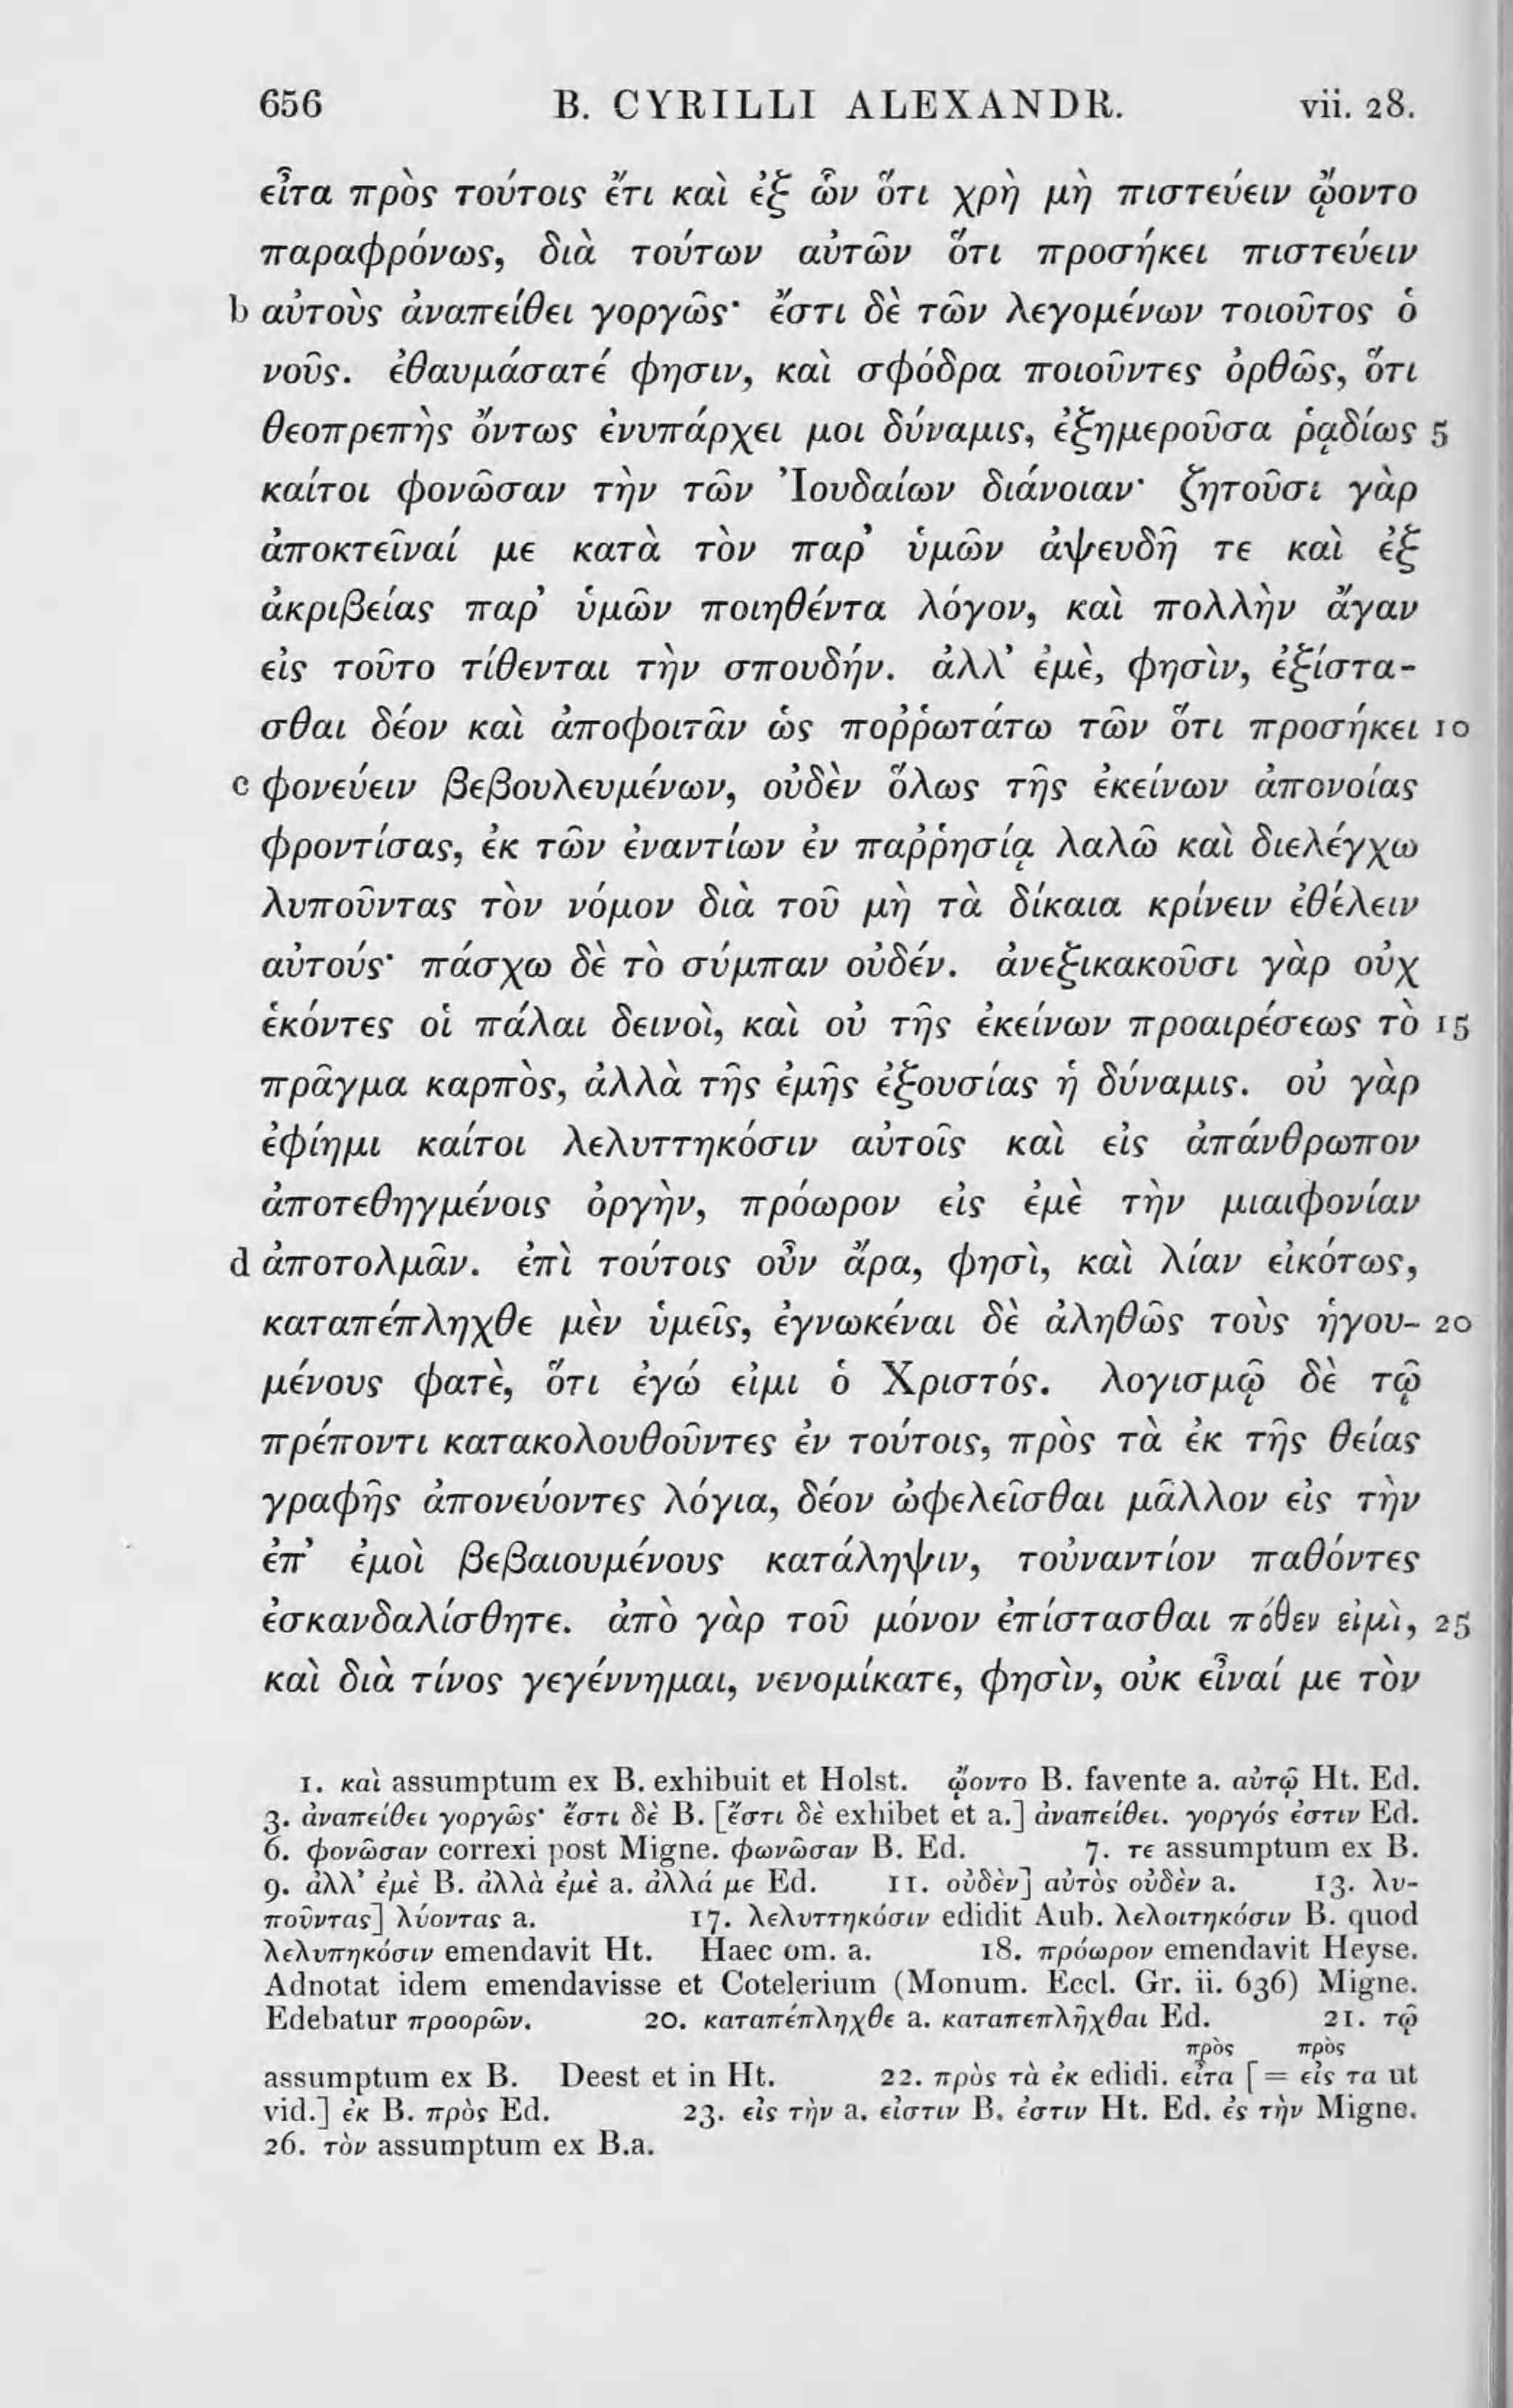 656 B. CYRILLI ALEXANDR. vii. 28.
εἶτα πρὸς τούτοις ἔτι καὶ ἐξ ὧν ὅτι χρὴ μὴ πιστεύειν ᾤοντο
παραφρόνως, διὰ τούτων αὐτῶν ὅτι προσήκει πιστεύειν
b αὐτοὺς ἀναπείθει γοργῶς· ἔστι δὲ τῶν λεγομένων τοιοῦτος ὁ
νοῦς. ἐθαυμάσατέ φησιν, καὶ σφόδρα ποιοῦντες ὀρθῶς, ὅτι
θεοπρεπὴς ὄντως ἐνυπάρχει μοι δύναμις, ἐξημεροῦσα ῥᾳδίως 5
καίτοι φονῶσαν τὴν τῶν Ἰουδαίων διάνοιαν· ζητοῦσι γὰρ
ἀποκτεῖναί με κατὰ τὸν παρ’ ὑμῶν ἀψευδῆ τε καὶ ἐξ
ἀκριβείας παρ’ ὑμῶν ποιηθέντα λόγον, καὶ πολλὴν ἄγαν
εἰς τοῦτο τίθενται τὴν σπουδήν. ἀλλ’ ἐμὲ, φησὶν, ἐξίστα-
σθαι δέον καὶ ἀποφοιτᾶν ὡς ποῤῥωτάτω τῶν ὅτι προσήκει 10
c φονεύειν βεβουλευμένων, οὐδὲν ὅλως τῆς ἐκείνων ἀπονοίας
φροντίσας, ἐκ τῶν ἐναντίων ἐν παῤῥησίᾳ λαλῶ καὶ διελέγχω
λυποῦντας τὸν νόμον διὰ τοῦ μὴ τὰ δίκαια κρίνειν ἐθέλειν
αὐτούς· πάσχω δὲ τὸ σύμπαν οὐδέν. ἀνεξικακοῦσι γὰρ οὐχ
ἑκόντες οἱ πάλαι δεινοὶ, καὶ οὐ τῆς ἐκείνων προαιρέσεως τὸ 15
πρᾶγμα καρπὸς, ἀλλὰ τῆς ἐμῆς ἐξουσίας ἡ δύναμις. οὐ γὰρ
ἐφίημι καίτοι λελυττηκόσιν αὐτοῖς καὶ εἰς ἀπάνθρωπον
ἀποτεθηγμένοις ὀργὴν, πρόωρον εἰς ἐμὲ τὴν μιαιφονίαν
d ἀποτολμᾶν. ἐπὶ τούτοις οὖν ἄρα, φησὶ, καὶ λίαν εἰκότως,
καταπέπληχθε μὲν ὑμεῖς, ἐγνωκέναι δὲ ἀληθῶς τοὺς ἡγου- 20
μένους φατὲ, ὅτι ἐγώ εἰμι ὁ Χριστός. λογισμῷ δὲ τῷ
πρέποντι κατακολουθοῦντες ἐν τούτοις, πρὸς τὰ ἐκ τῆς θείας
γραφῆς ἀπονεύοντες λόγια, δέον ὠφελεῖσθαι μᾶλλον εἰς τὴν
ἐπ’ ἐμοὶ βεβαιουμένους κατάληψιν, τοὐναντίον παθόντες
ἐσκανδαλίσθητε. ἀπὸ γὰρ τοῦ μόνον ἐπίστασθαι πόθεν εἰμὶ, 25
καὶ διὰ τίνος γεγέννημαι, νενομίκατε, φησὶν, οὐκ εἶναί με τὸν
1. καὶ assumptum ex B. exhibuit et Holst. ᾤοντο B. favente a. αὐτῷ Ht. Ed.
3. ἀναπείθει γοργῶς· ἔστι δὲ B. [ἔστι δὲ exhibet et a.] ἀναπείθει. γοργός ἐστιν Ed.
6. φονῶσαν correxi post Migne. φωνῶσαν B. Ed. 7. τε assumptum ex B.
9. ἀλλ’ ἐμὲ B. ἀλλὰ ἐμὲ a. ἀλλά με Ed. 11. οὐδὲν] αὐτὸς οὐδὲν a. 13. λυ-
ποῦντας] λύοντας a. 17. λελυττηκόσιν edidit Aub. λελοιτηκόσιν B. quod
λελυπηκόσιν emendavit Ht. Haec om. a. 18. πρόωρον emendavit Heyse.
Adnotat idem emendavisse et Cotelerium (Monum. Eccl. Gr. ii. 636) Migne.
Edebatur προορῶν. 20. καταπέπληχθε a. καταπεπλῆχθαι Ed. 21. τῷ
πρὸς πρὸς
assumptum ex B. Deest et in Ht. 22. πρὸς τὰ ἐκ edidi. εἶτα [ = εἰς τα ut
vid.] ἐκ B. πρὸς Ed. 23. εἰς τὴν a. εἰστιν B. ἐστιν Ht. Ed. ἐς τὴν Migne.
26. τὸν assumptum ex B.a.